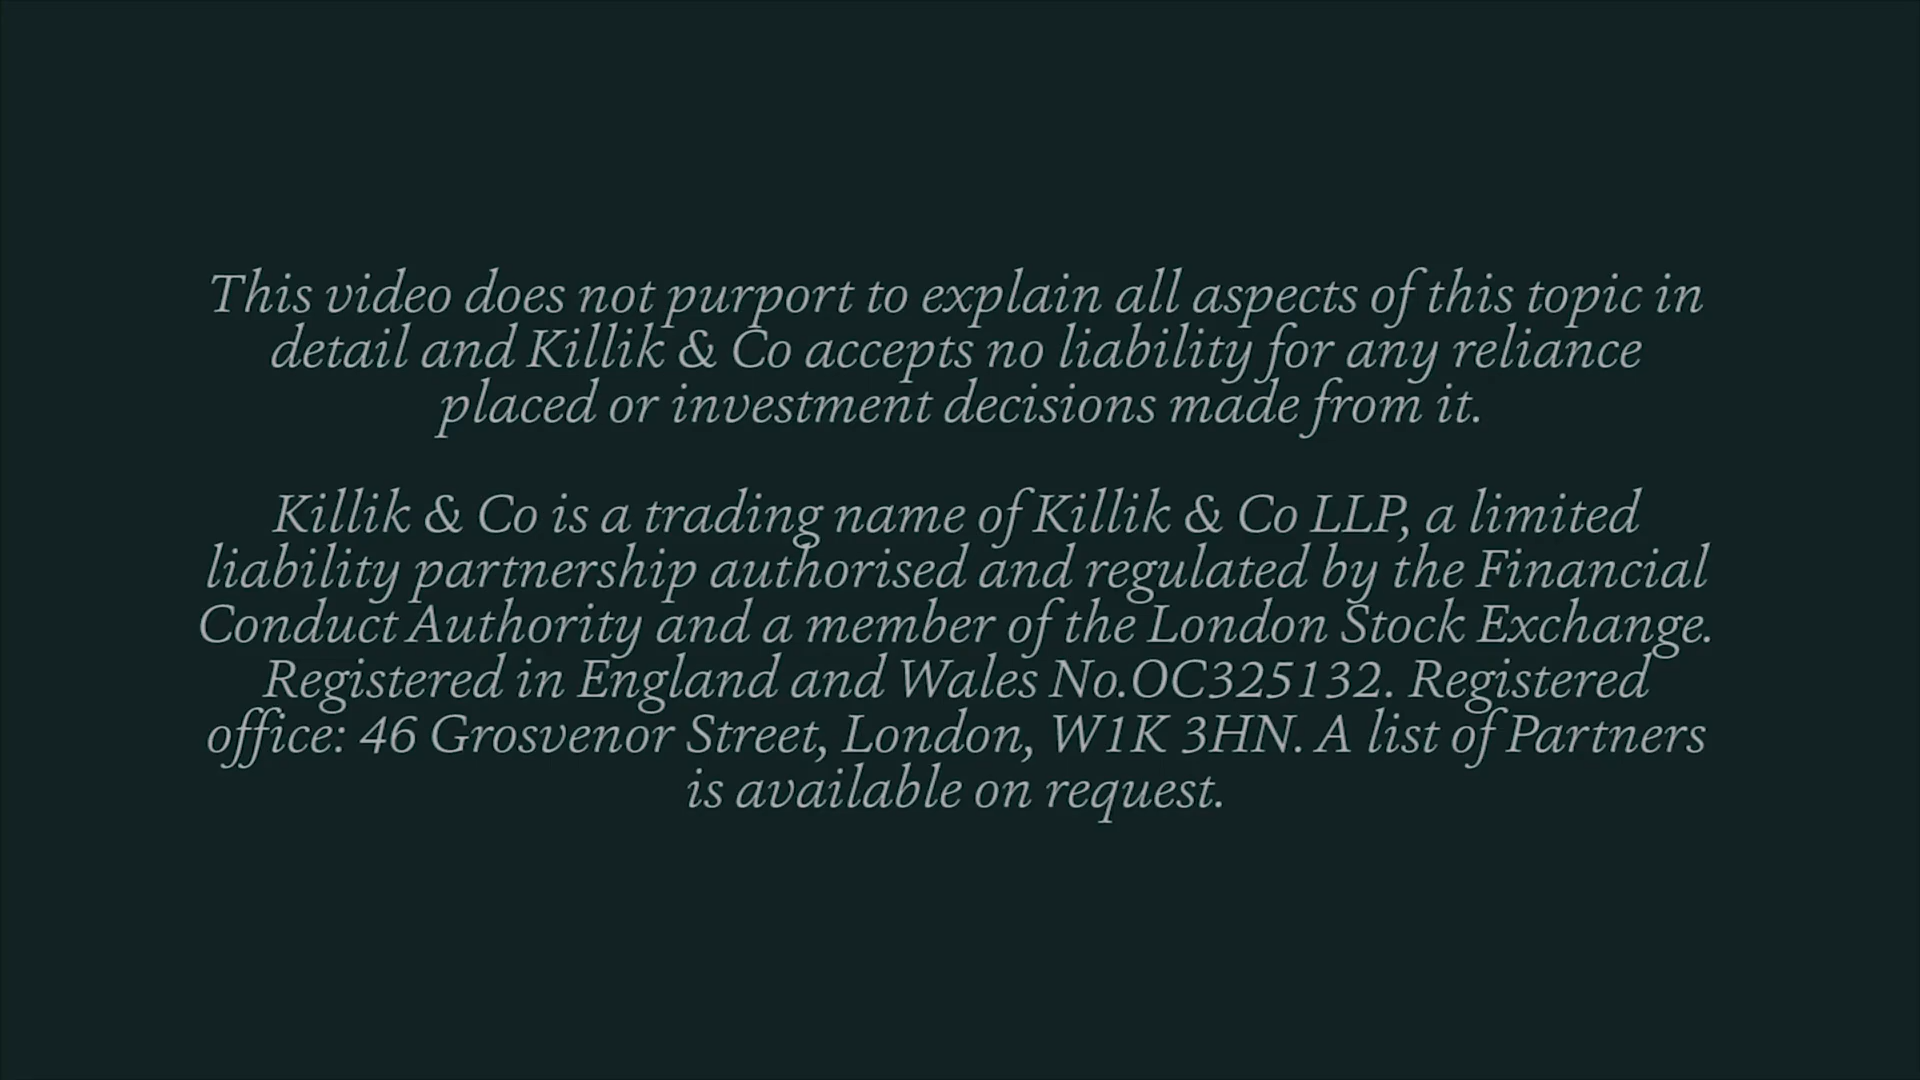 This video does not purport to explain all aspects of this topic in
detail and Killik & Co accepts no liability for any reliance
placed or investment decisions made from it.
Killik & Co is a trading name of Killik & Co LLP, a limited
liability partnership authorised and regulated by the Financial
Conduct Authority and a member of the London Stock Exchange.
Registered in England and Wales No.OC325132. Registered
office: 46 Grosvenor Street, London, W1K 3HN. A list of Partners
is available on request.